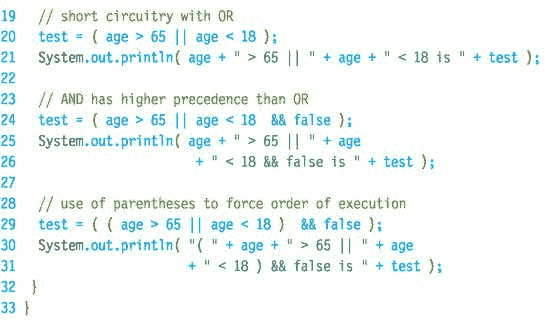 19 // short circuitry with OR
20 test = ( age > 65 || age < 18 );
21 System.out.println( age + " > 65 || " + age + " < 18 is " + test );
22
23 // AND has higher precedence than OR
24 test = ( age > 65 || age < 18 && false );
25 System.out.println( age + " > 65 || " + age
26 + " < 18 && false is " + test );
27
28 // use of parentheses to force order of execution
29 test = ( ( age > 65 || age < 18 ) && false );
30 System.out.println( "( " + age + " > 65 || " + age
31 + " < 18 ) && false is " + test );
32 }
33 }